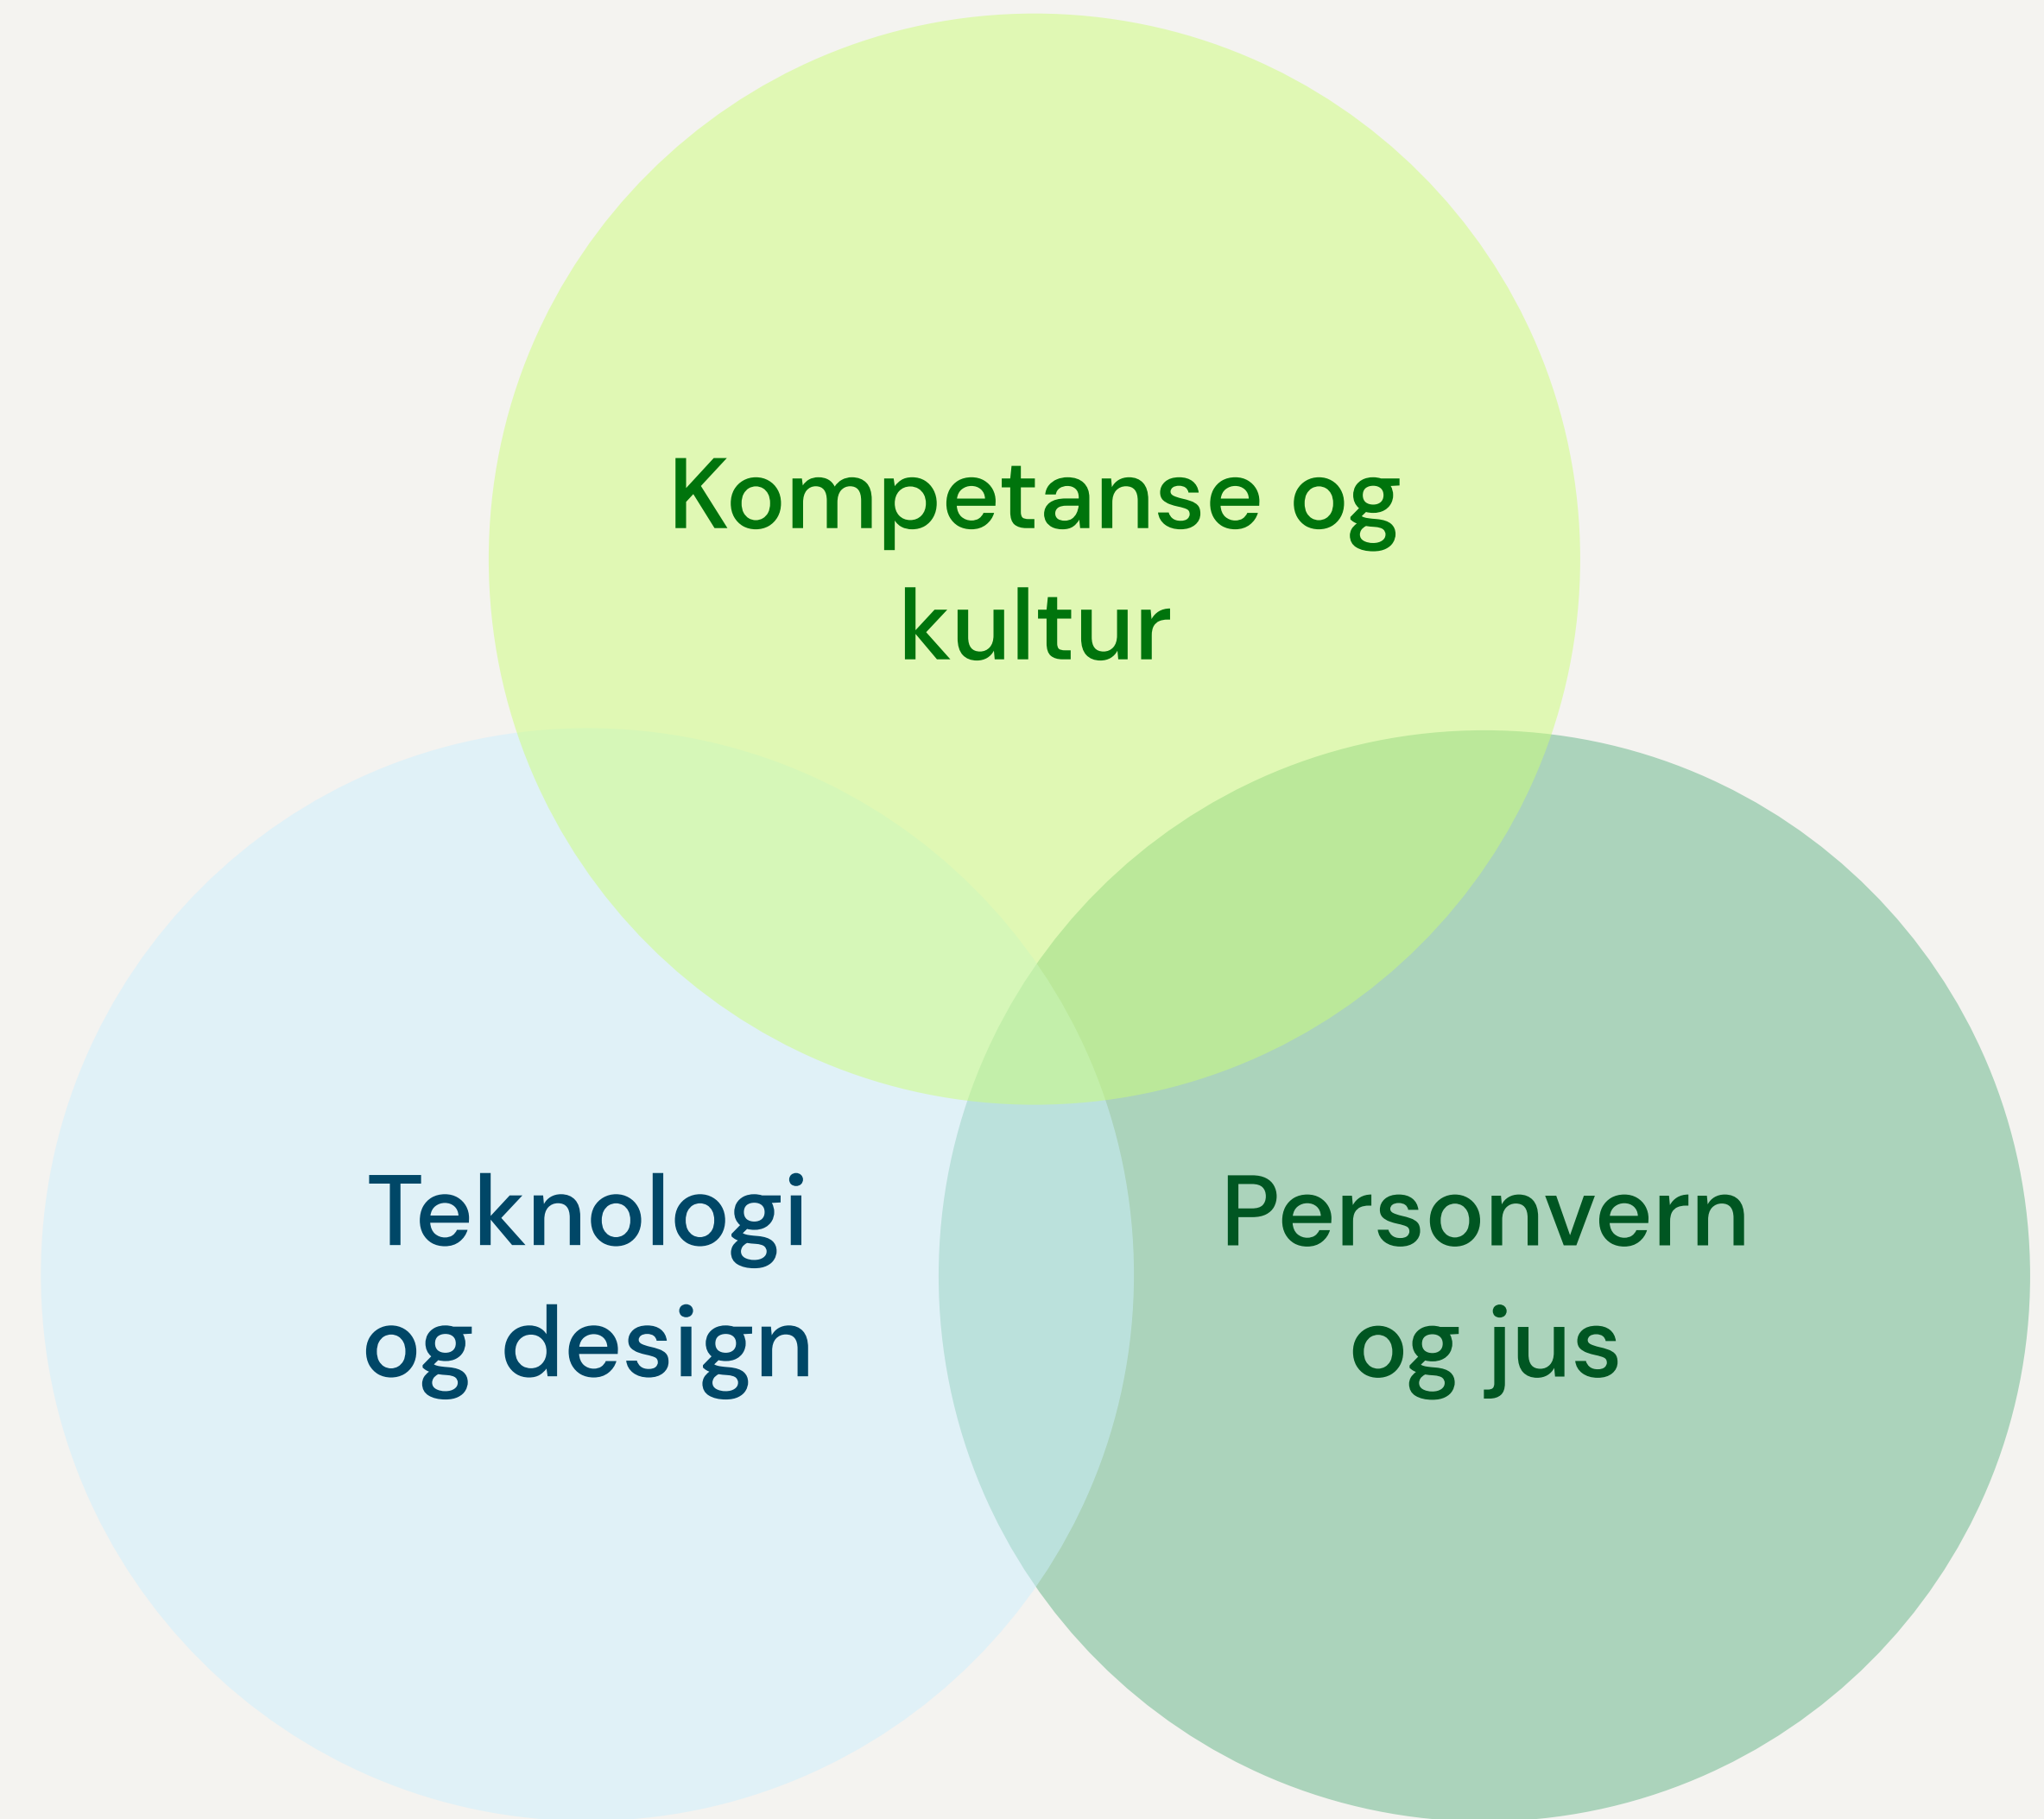 Kompetanse og
kultur
Teknologi
og design
Personvern
og jus